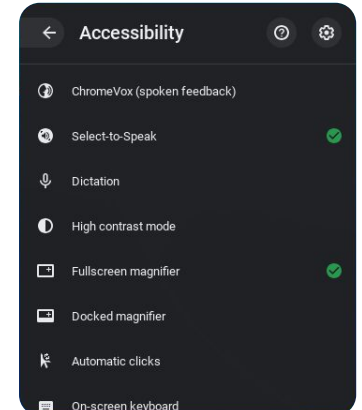 Accessibility
ChromeVox (spoken feedback)
Select-to-Speak
Dictation
High contrast mode
Fullscreen magnifier
Docked magnifier
Automatic clicks
On-screen keyboard